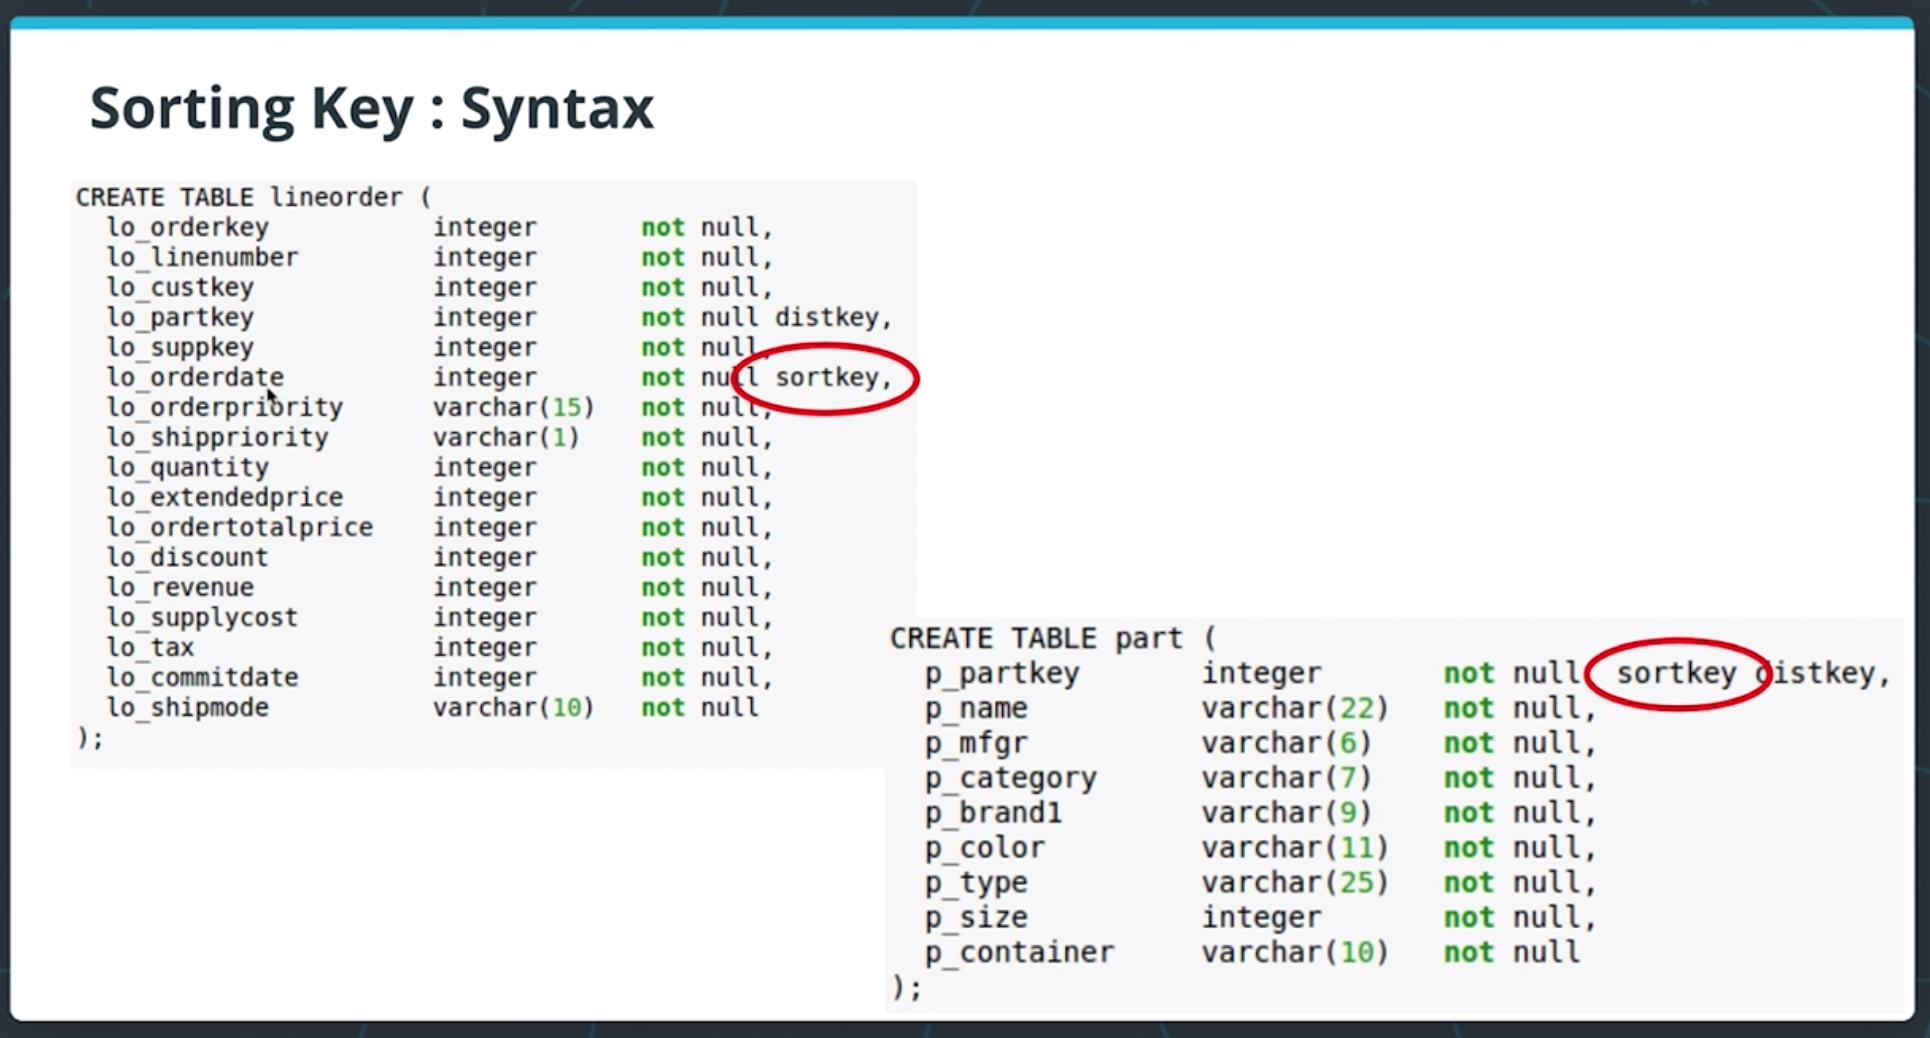 Sorting Key : Syntax
CREATE TABLE lineorder (
lo_orderkey integer not null,
lo_linenumber integer not null,
lo_custkey integer not null,
lo_partkey integer not null distkey,
lo_suppkey integer not null,
lo_orderdate integer not null sortkey,
lo_orderpriority varchar(15) not null,
lo_shippriority varchar(1) not null,
lo_quantity integer not null,
lo_extendedprice integer not null,
lo_ordertotalprice integer not null,
lo_discount integer not null,
lo_revenue integer not null,
lo_supplycost integer not null,
lo_tax integer not null,
lo_commitdate integer not null,
lo_shipmode varchar(10) not null
);
CREATE TABLE part (
p_partkey integer not null sortkey distkey,
p_name varchar(22) not null,
p_mfgr varchar(6) not null,
p_category varchar(7) not null,
p_brand1 varchar(9) not null,
p_color varchar(11) not null,
p_type varchar(25) not null,
p_size integer not null,
p_container varchar(10) not null
);